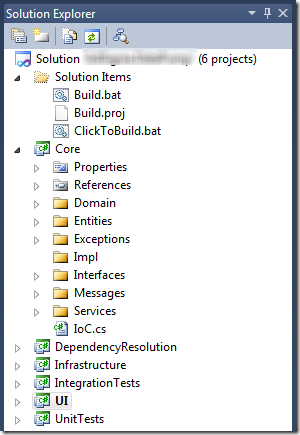 Solution Explorer
Solution (6 projects)
Solution Items
Build.bat
Build.proj
ClickToBuild.bat
Core
Properties
References
Domain
Entities
Exceptions
Impl
Interfaces
Messages
Services
IoC.cs
DependencyResolution
Infrastructure
IntegrationTests
UI
UnitTests